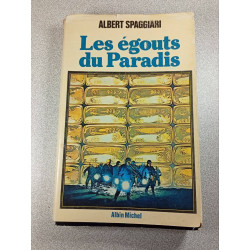 ALBERT SPAGGIARI
Les égouts
du Paradis
Albin Michel